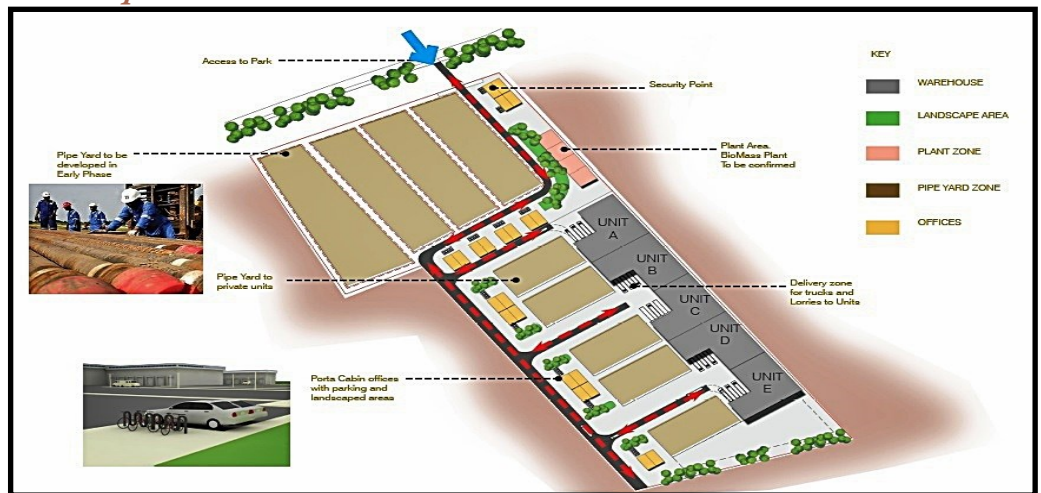 Access to Park
Security Point
KEY
WAREHOUSE
LANDSCAPE AREA
PLANT ZONE
PIPE YARD ZONE
OFFICES
Pipe Yard to be
developed in
Early Phase
Plant Area.
BioMass Plant
To be confirmed
UNIT
A
UNIT
B
UNIT
C
UNIT
D
UNIT
E
Pipe Yard to
private units
Delivery zone
for trucks and
Lorries to Units
Porta Cabin offices
with parking and
landscaped areas